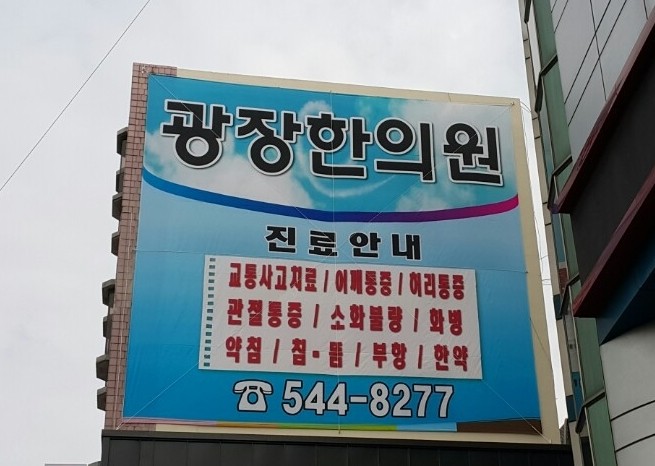 광장한의원
진료안내
교통사고치료 / 어깨통증 / 허리통증
관절통증 / 소화불량 / 화병
약침 / 침·뜸 / 부항 / 한약
☎ 544-8277